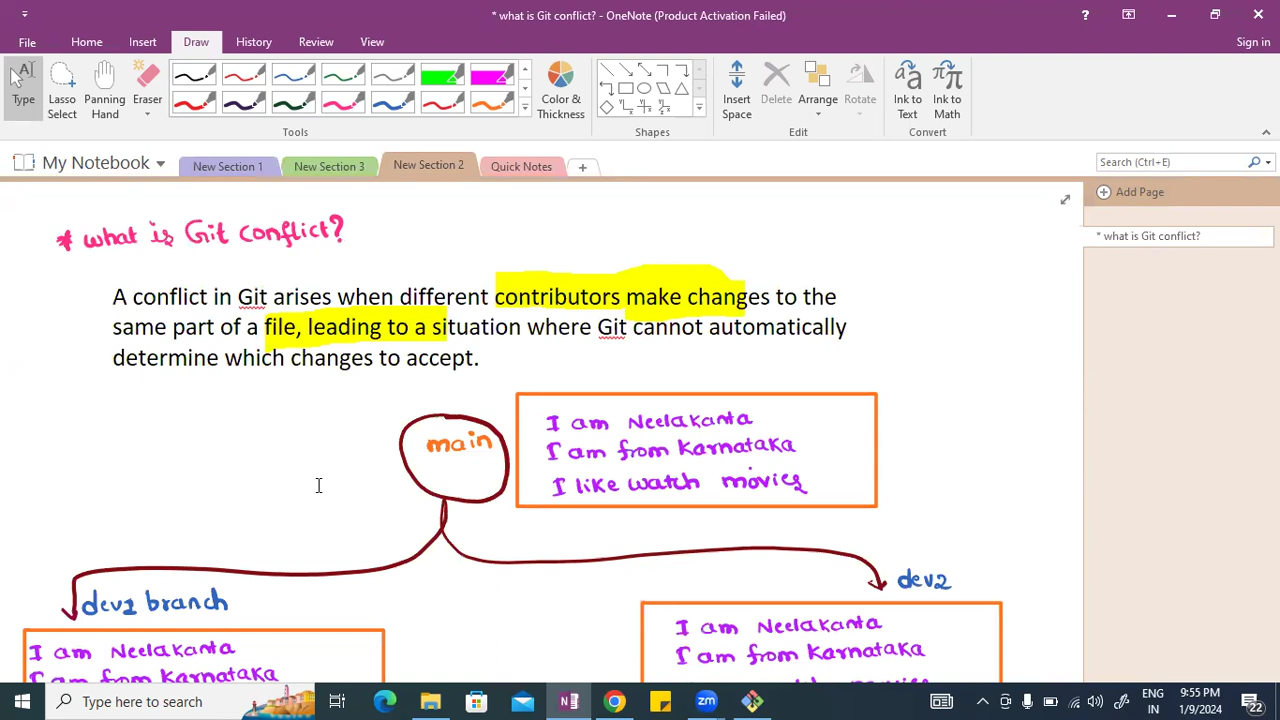 * what is Git conflict? - OneNote (Product Activation Failed)
File Home Insert Draw History Review View Sign in
Type
Lasso Select
Panning Hand
Eraser
Color & Thickness
Insert Space
Delete
Arrange
Rotate
Ink to Text
Ink to Math
Tools Shapes Edit Convert
My Notebook New Section 1 New Section 3 New Section 2 Quick Notes Search (Ctrl+E)
Add Page
* what is Git conflict?
* what is Git conflict?
A conflict in Git arises when different contributors make changes to the
same part of a file, leading to a situation where Git cannot automatically
determine which changes to accept.
main
I am Neelakanta
I am from Karnataka
I like watch movies
dev1 branch
I am Neelakanta
I am from Karnataka
dev2
I am Neelakanta
I am from Karnataka
Type here to search
zm
ENG
IN
9:55 PM
1/9/2024
22